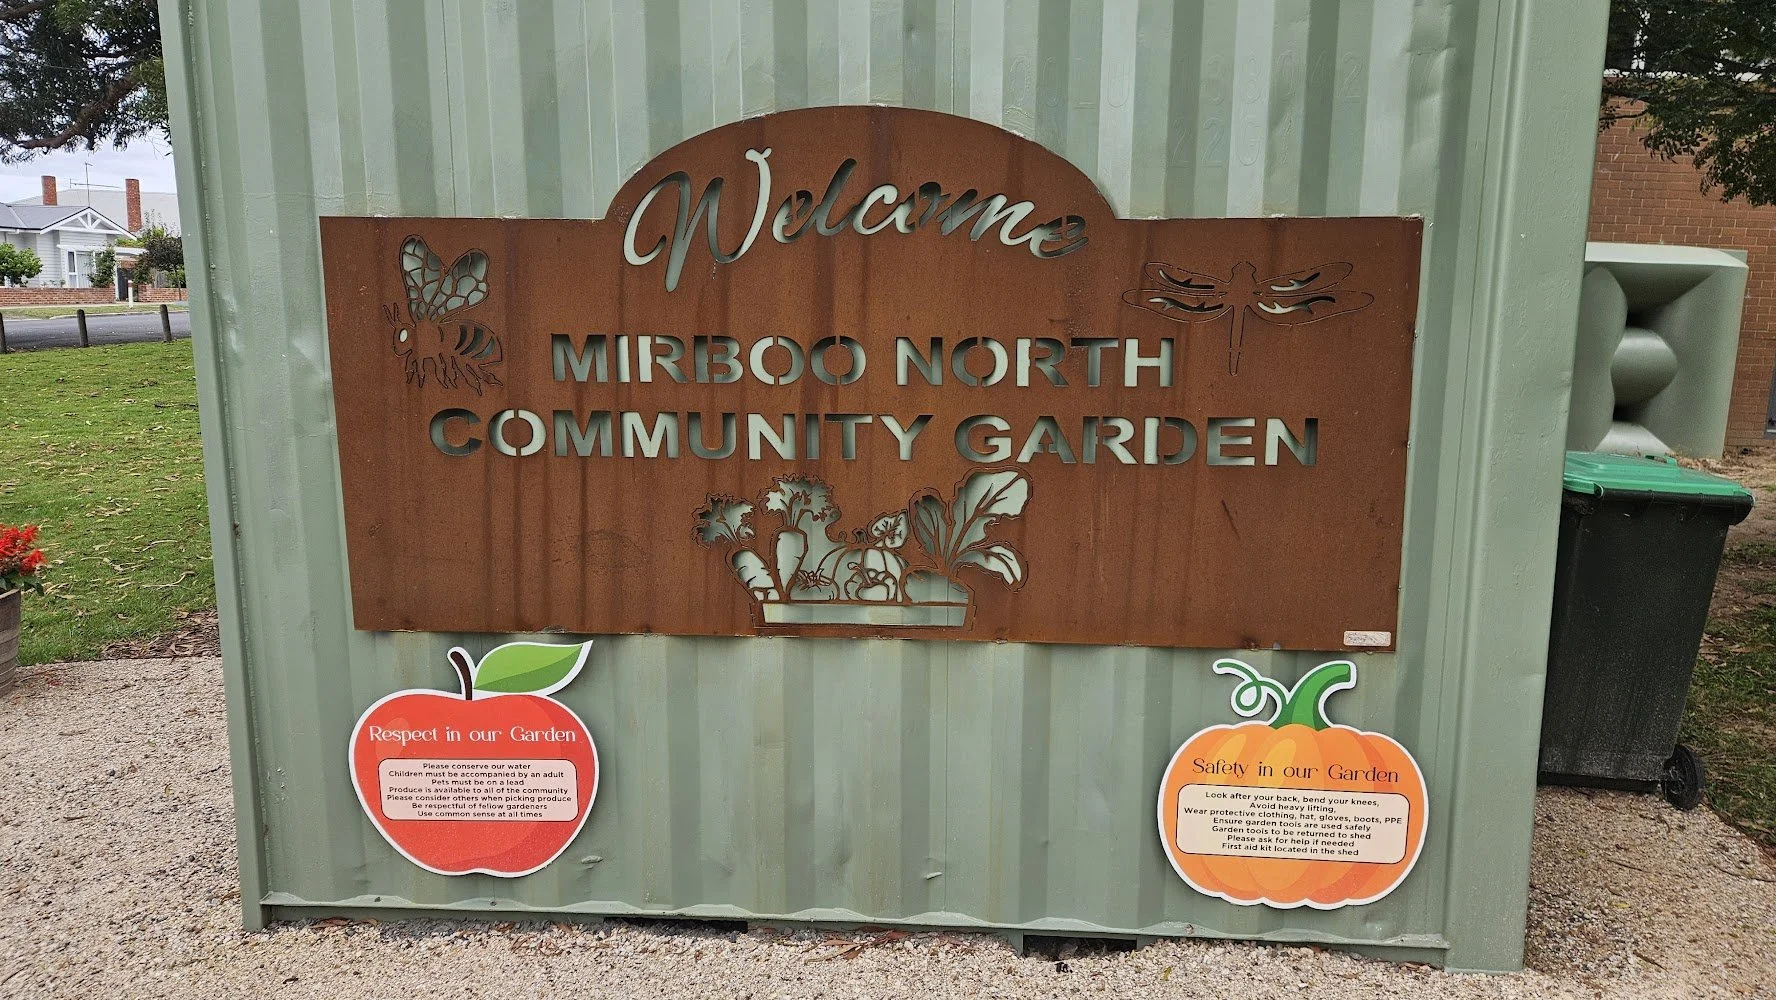 Welcome
MIRBOO NORTH
COMMUNITY GARDEN
Respect in our Garden
Please conserve our water
Children must be accompanied by an adult
Pets must be on a lead
Produce is available to all of the community
Please consider others when picking produce
Be respectful of fellow gardeners
Use common sense at all times
Safety in our Garden
Look after your back, bend your knees,
Avoid heavy lifting,
Wear protective clothing, hat, gloves, boots, PPE
Ensure garden tools are used safely
Garden tools to be returned to shed
Please ask for help if needed
First aid kit located in the shed